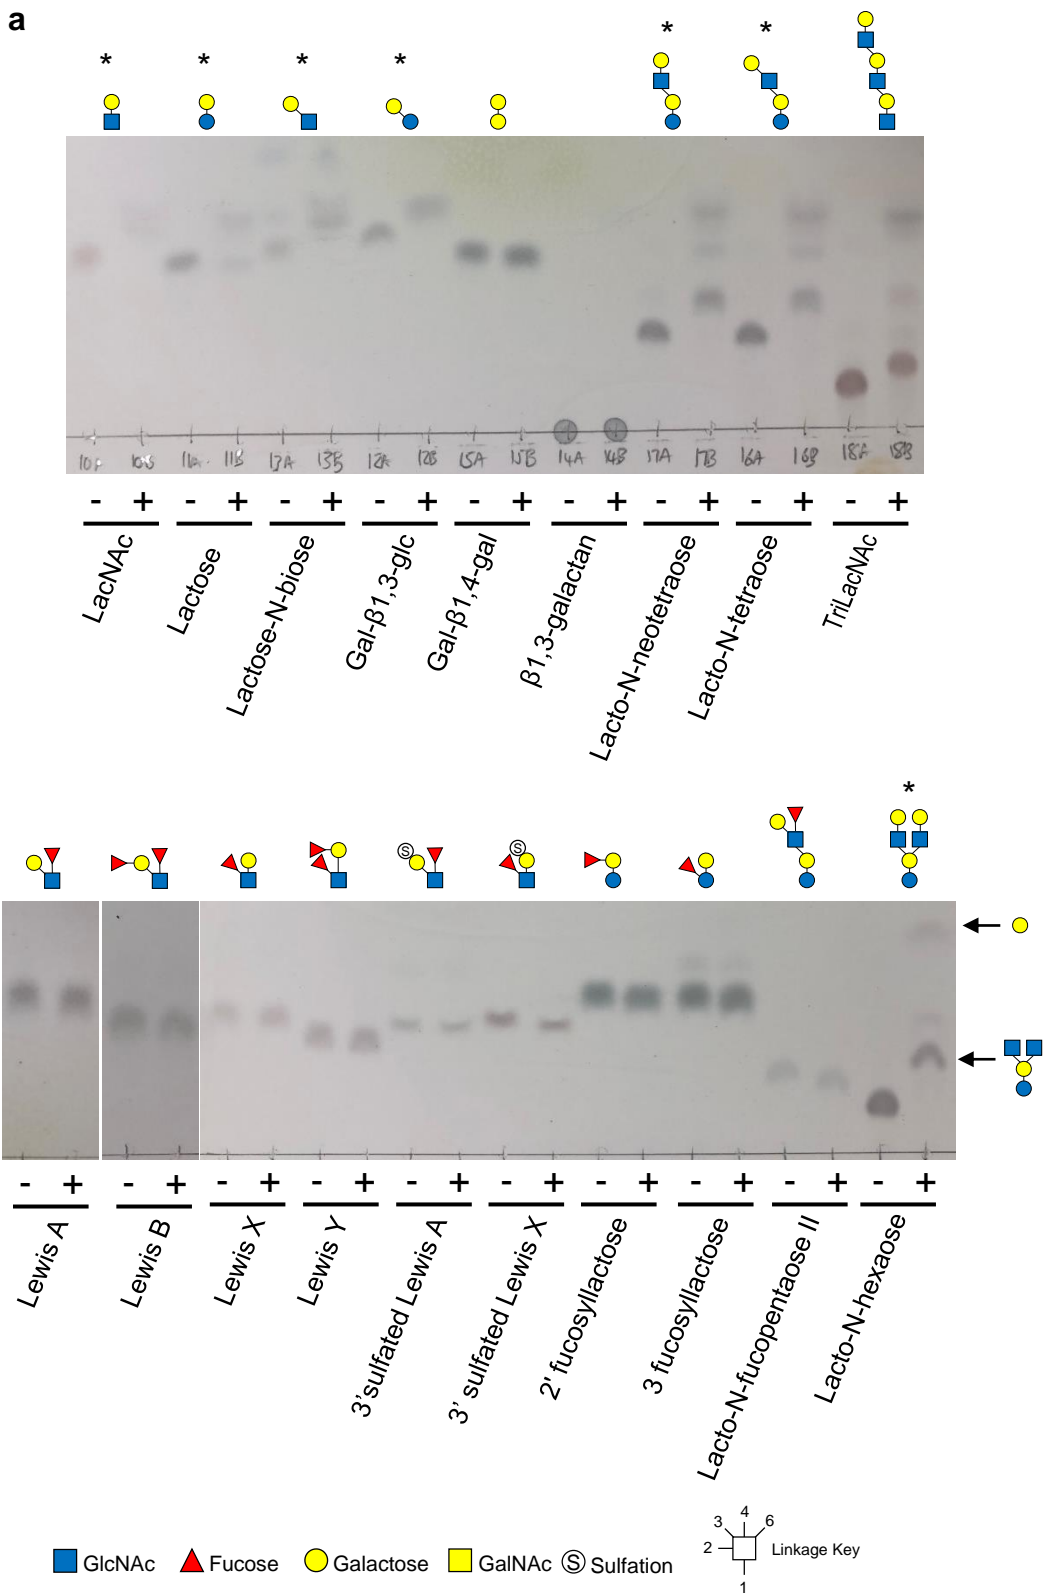 a
* * * * * *
10A 10B 11A 11B 13A 13B 12A 12B 15A 15B 14A 14B 17A 17B 16A 16B 18A 18B
- + - + - + - + - + - + - + - + - +
LacNAc
Lactose
Lactose-N-biose
Gal-β1,3-glc
Gal-β1,4-gal
β1,3-galactan
Lacto-N-neotetraose
Lacto-N-tetraose
TriLacNAc
*
S S
- + - + - + - + - + - + - + - + - + - +
Lewis A
Lewis B
Lewis X
Lewis Y
3'sulfated Lewis A
3' sulfated Lewis X
2' fucosyllactose
3 fucosyllactose
Lacto-N-fucopentaose II
Lacto-N-hexaose
GlcNAc Fucose Galactose GalNAc S Sulfation
3 4 6
2 Linkage Key
1